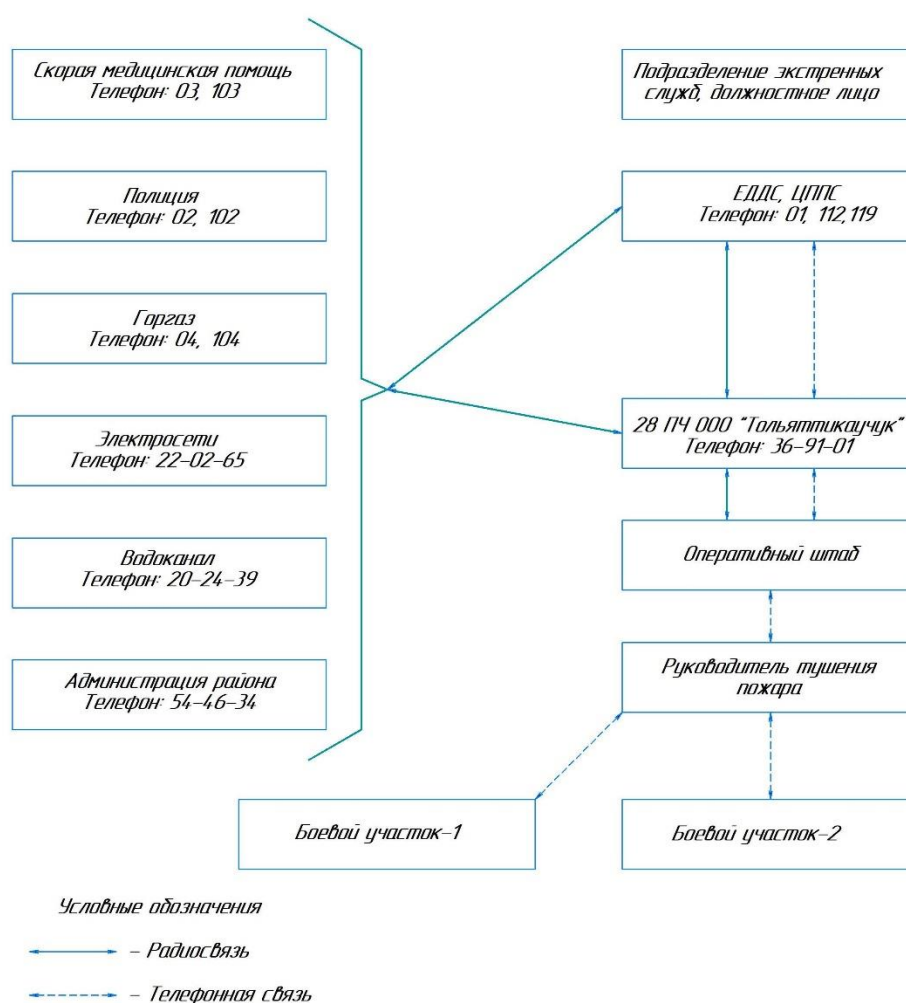 Скорая медицинская помощь
Телефон: 03, 103
Полиция
Телефон: 02, 102
Горгаз
Телефон: 04, 104
Электросети
Телефон: 22-02-65
Водоканал
Телефон: 20-24-39
Администрация района
Телефон: 54-46-34
Подразделение экстренных
служб, должностное лицо
ЕДДС, ЦППС
Телефон: 01, 112,119
28 ПЧ ООО "Тольяттикаучук"
Телефон: 36-91-01
Оперативный штаб
Руководитель тушения
пожара
Боевой участок-1
Боевой участок-2
Условные обозначения
- Радиосвязь
- Телефонная связь